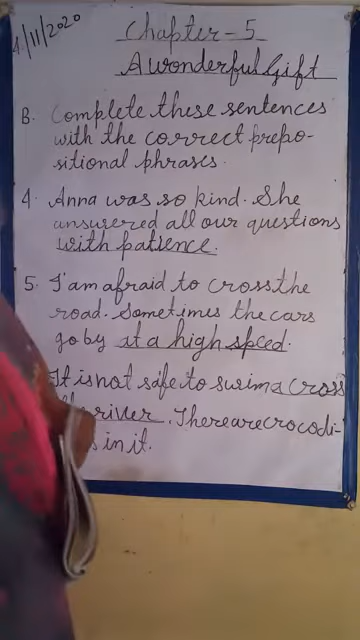 1/11/2020
Chapter - 5
A wonderful Gift
B. Complete these sentences
with the correct prepo-
sitional phrases.
4. Anna was so kind. She
answered all our questions
with patience.
5. I am afraid to cross the
road. Sometimes the cars
go by at a high speed.
It is not safe to swim across
river. There are crocodi-
s in it.